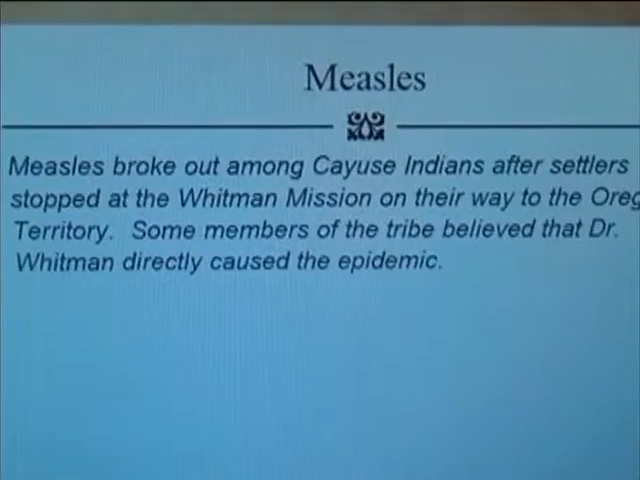 Measles
Measles broke out among Cayuse Indians after settlers
stopped at the Whitman Mission on their way to the Oreg
Territory. Some members of the tribe believed that Dr.
Whitman directly caused the epidemic.